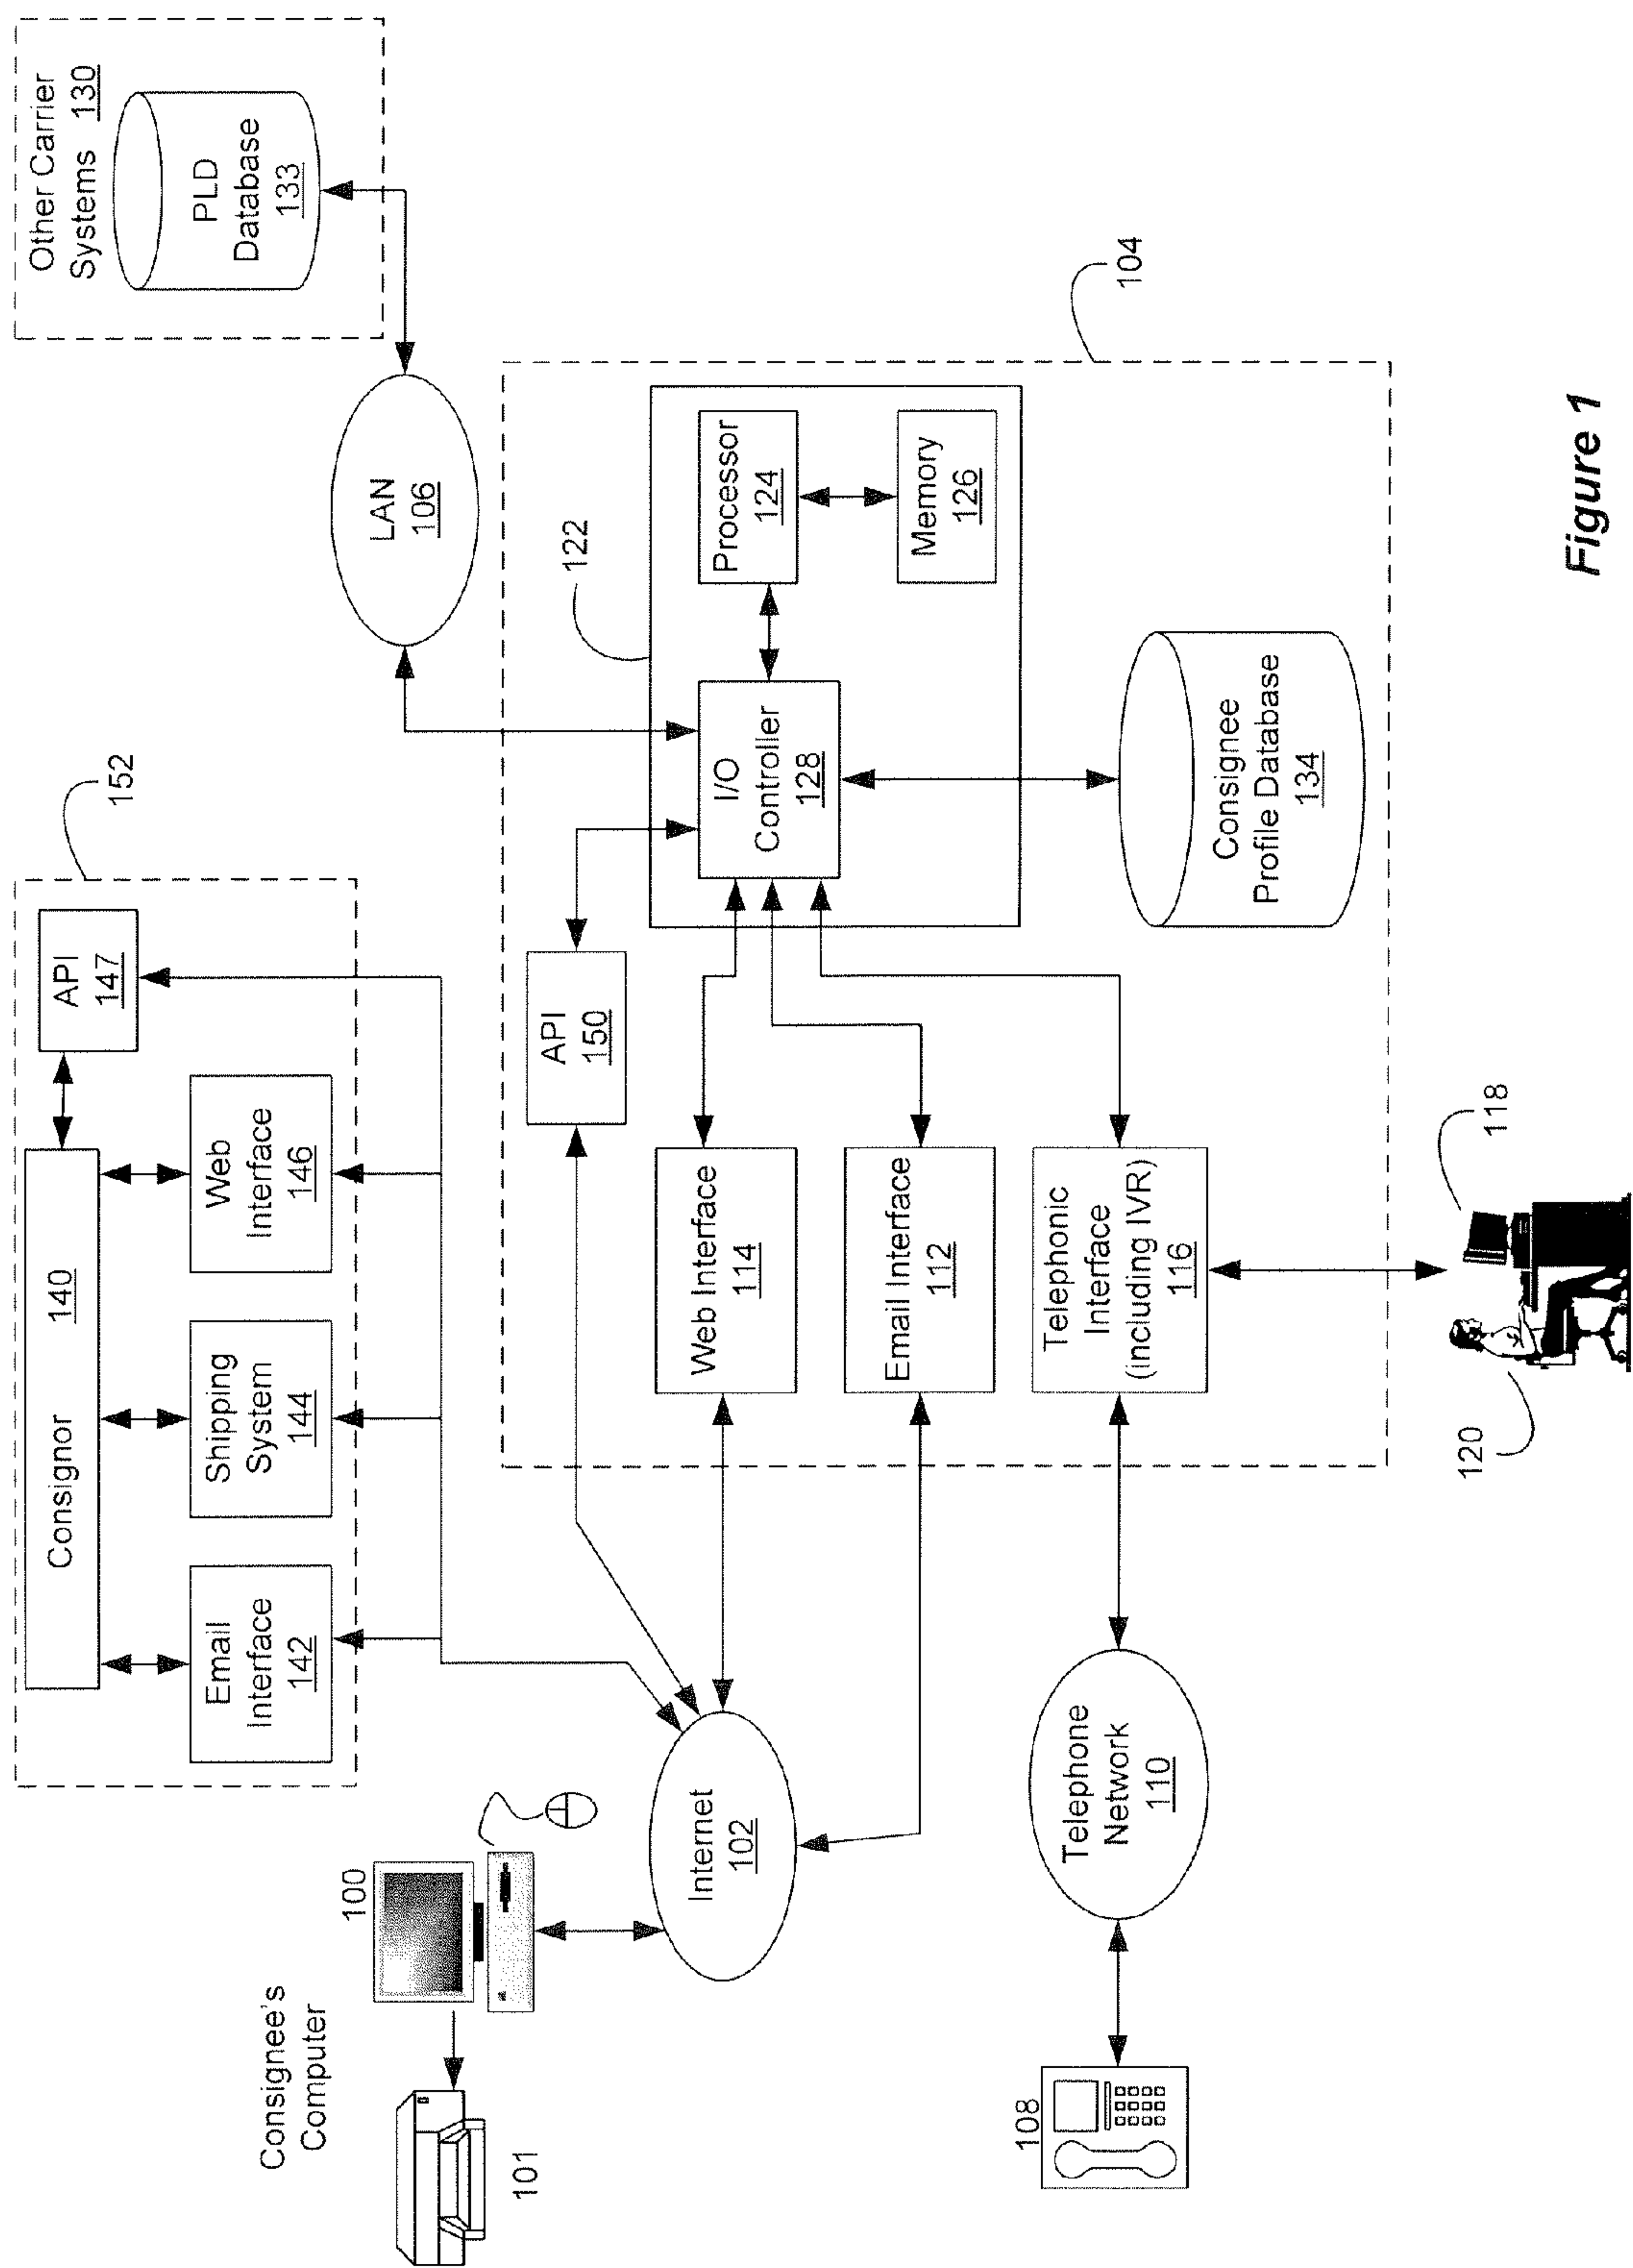 Consignee's
Computer
100
101
Consignor
140
Email
Interface
142
Shipping
System
144
Web
Interface
146
API
147
152
Other Carrier
Systems 130
PLD
Database
133
LAN
106
Internet
102
API
150
122
Web Interface
114
Email Interface
112
Telephonic
Interface
(including IVR)
116
I/O
Controller
128
Processor
124
Memory
126
Consignee
Profile Database
134
104
108
Telephone
Network
110
120
118
Figure 1